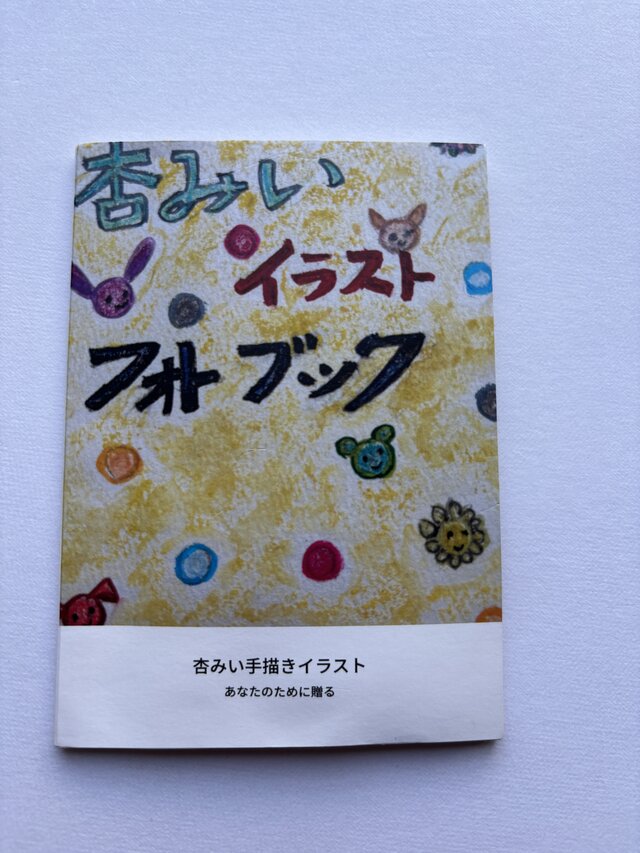 杏みい
イラスト
フォトブック
杏みい手描きイラスト
あなたのために贈る